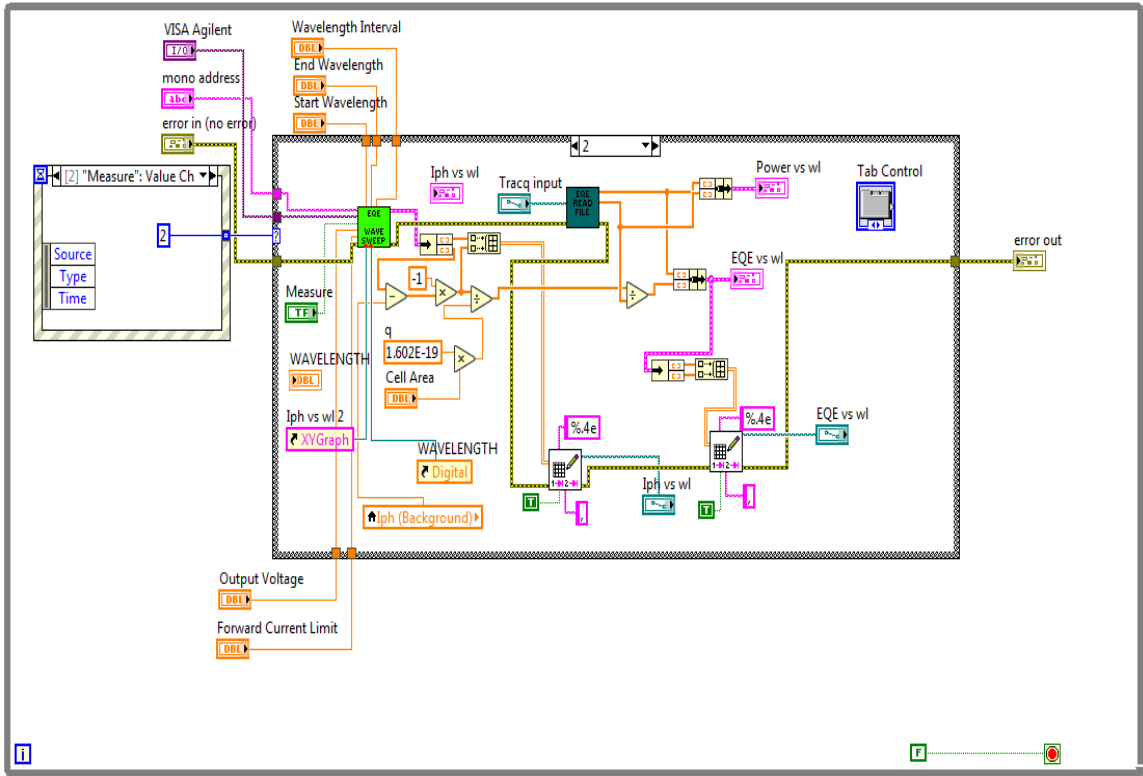 VISA Agilent
I/O
mono address
abc
error in (no error)
Wavelength Interval
DBL
End Wavelength
DBL
Start Wavelength
DBL
[2] "Measure": Value Ch
Source
Type
Time
2
2
?
Iph vs wl
Tracq input
EQE
READ
FILE
Power vs wl
Tab Control
EQE
WAVE
SWEEP
error out
EQE vs wl
-1
Measure
TF
q
1.602E-19
WAVELENGTH
DBL
Cell Area
DBL
Iph vs wl 2
XYGraph
WAVELENGTH
Digital
Iph (Background)
%.4e
1 2
T
,
Iph vs wl
%.4e
1 2
T
,
EQE vs wl
Output Voltage
DBL
Forward Current Limit
DBL
i
F